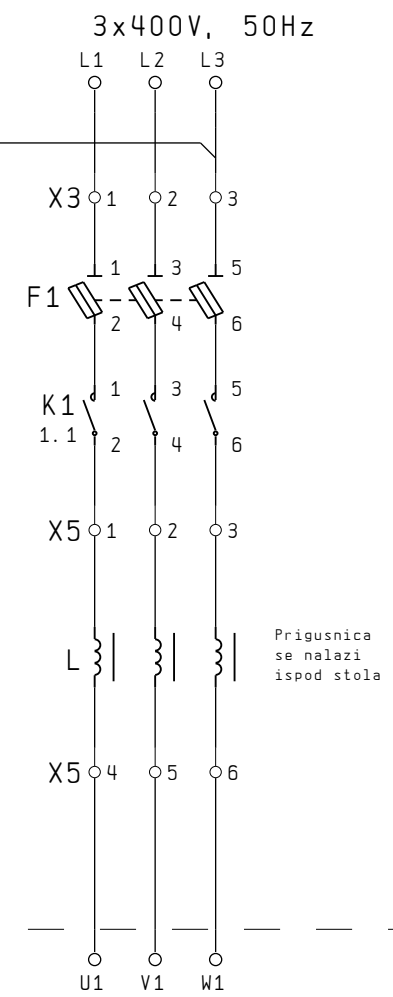 3x400V, 50Hz
L1 L2 L3
X3 1 2 3
1 3 5
F1
2 4 6
1 3 5
K1
1.1
2 4 6
X5 1 2 3
Prigusnica
se nalazi
ispod stola
L
X5 4 5 6
U1 V1 W1